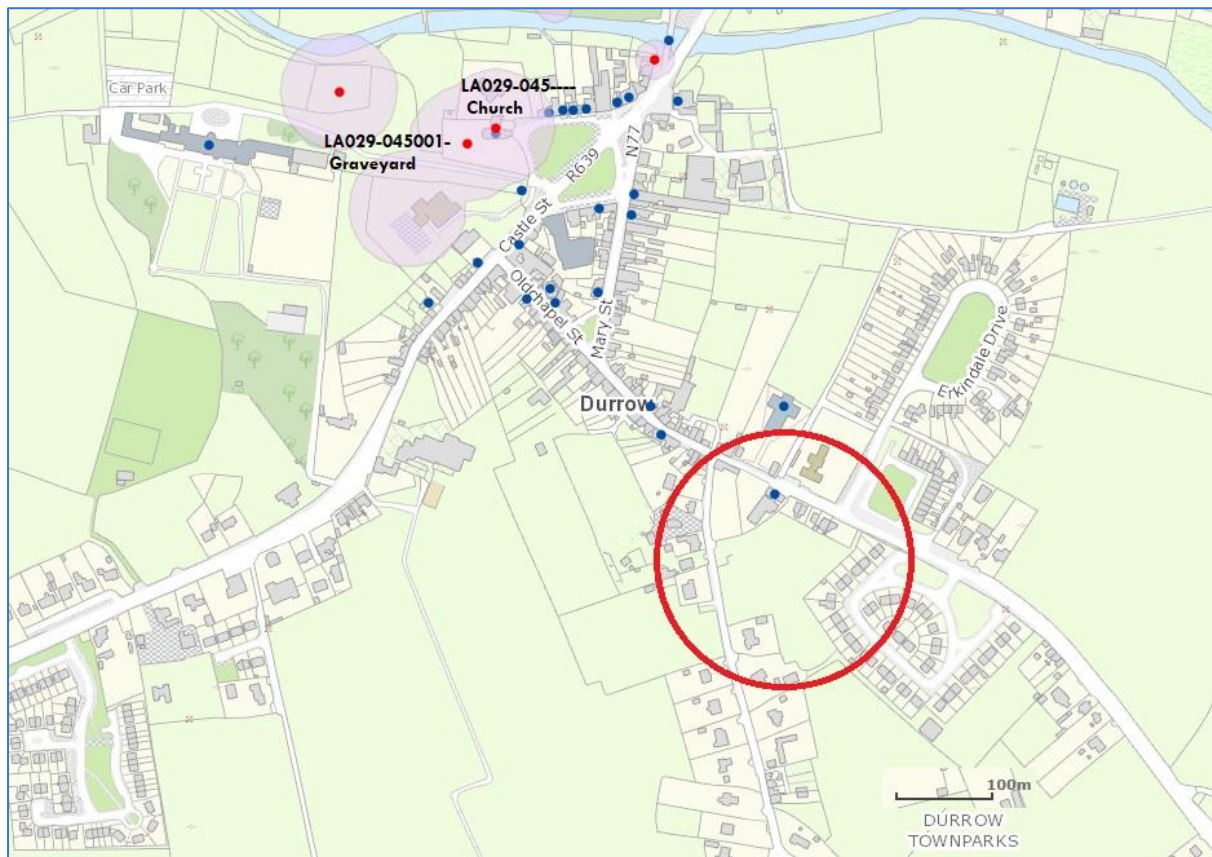 Car Park
LA029-045----
Church
LA029-045001-
Graveyard
N77
R639
Castle St
Oldchapel St
Mary St
Durrow
Erkindale Drive
100m
DURROW
TOWNPARKS